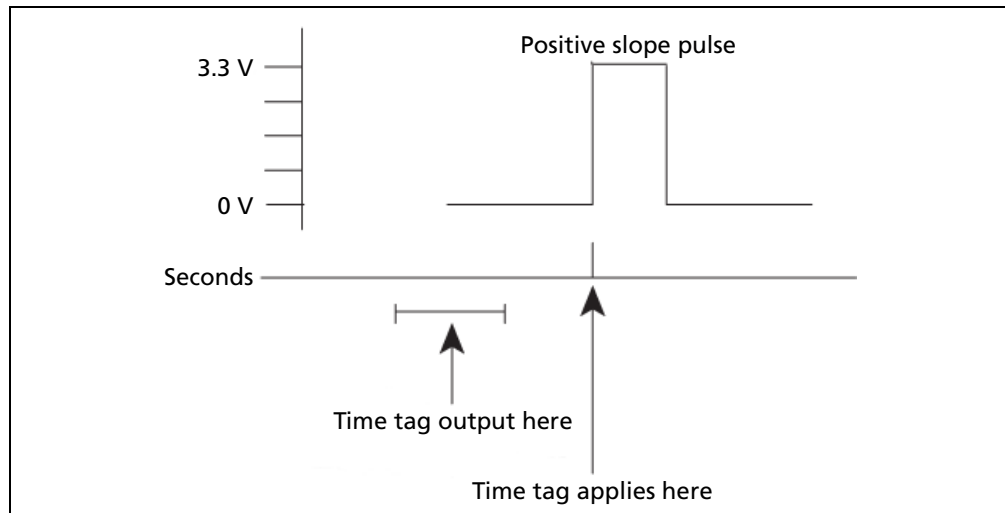 Positive slope pulse
3.3 V
0 V
Seconds
Time tag output here
Time tag applies here